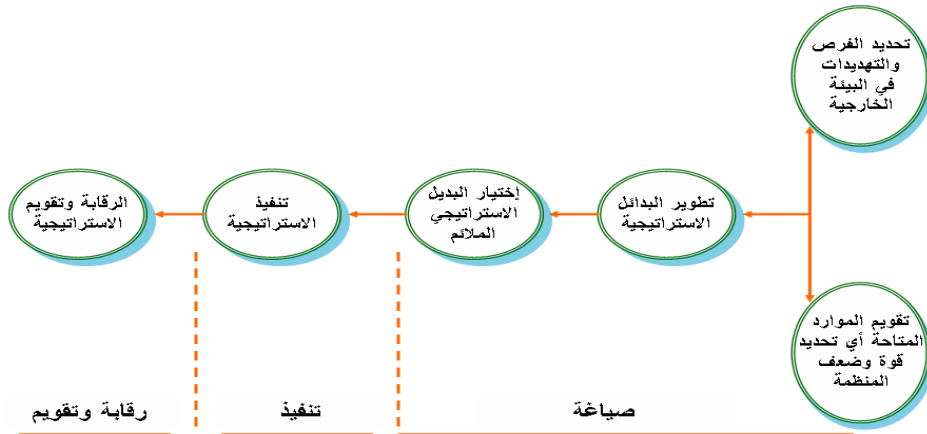 تحديد الفرص
والتهديدات
في البيئة
الخارجية
تقويم الموارد
المتاحة أي تحديد
قوة وضعف
المنظمة
تطوير البدائل
الاستراتيجية
إختيار البديل
الاستراتيجي
الملائم
تنفيذ
الاستراتيجية
الرقابة وتقويم
الاستراتيجية
صياغة
تنفيذ
رقابة وتقويم